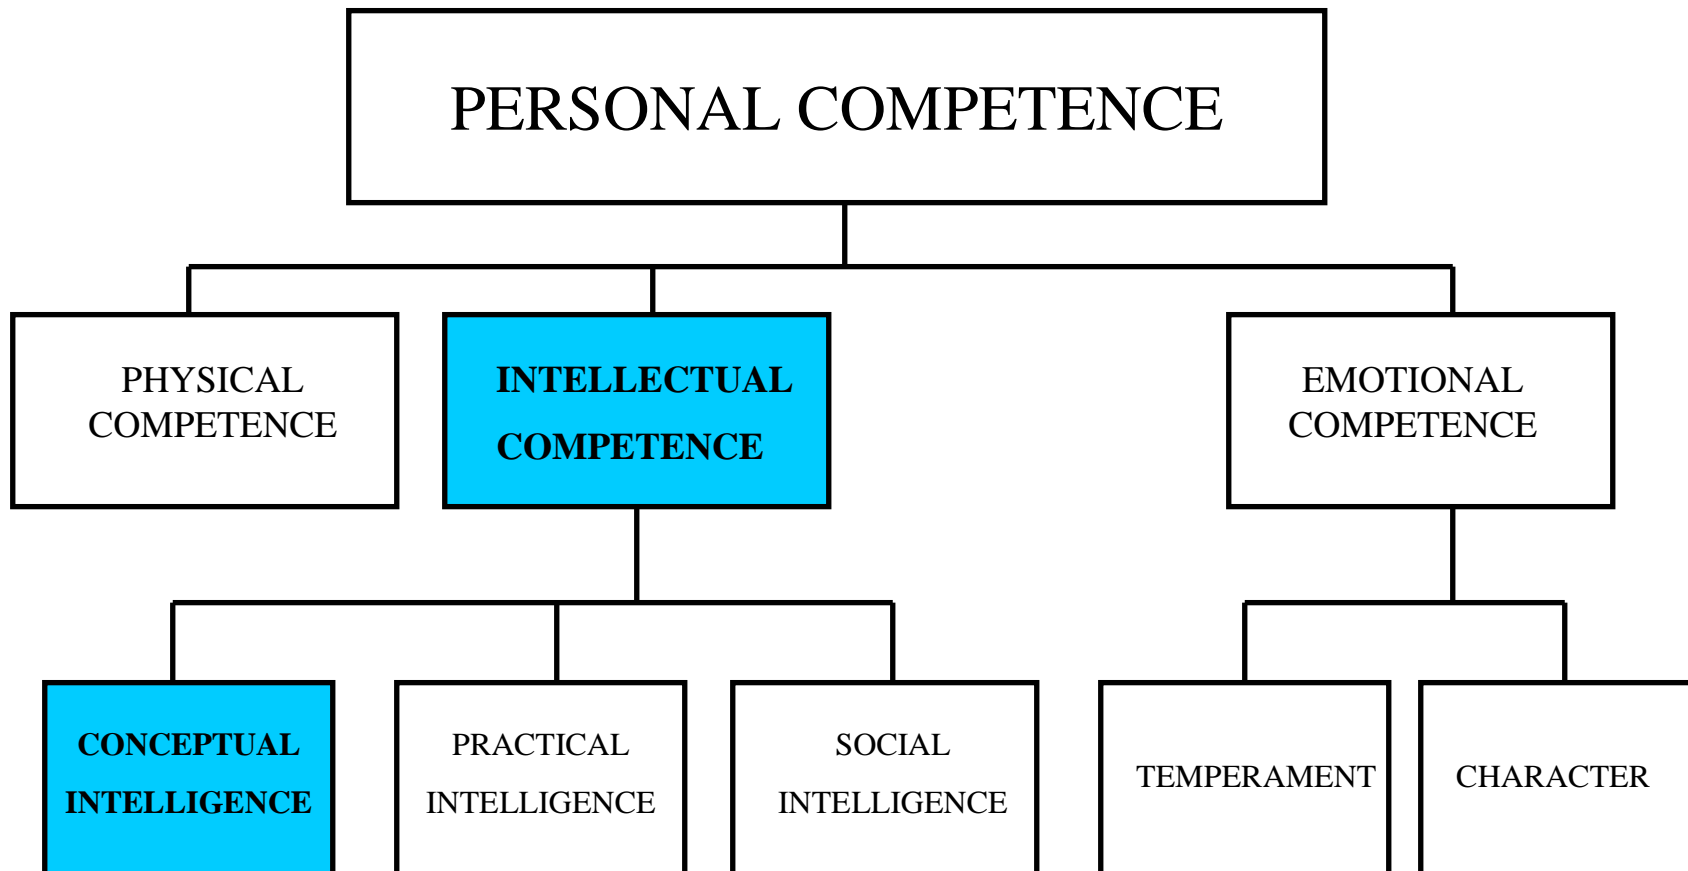 PERSONAL COMPETENCE
PHYSICAL
COMPETENCE
INTELLECTUAL
COMPETENCE
EMOTIONAL
COMPETENCE
CONCEPTUAL
INTELLIGENCE
PRACTICAL
INTELLIGENCE
SOCIAL
INTELLIGENCE
TEMPERAMENT
CHARACTER